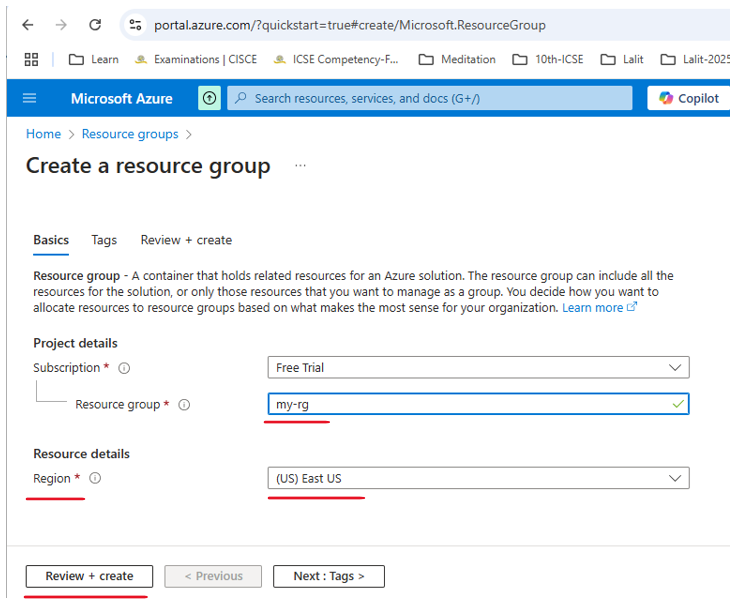 portal.azure.com/?quickstart=true#create/Microsoft.ResourceGroup
Learn Examinations | CISCE ICSE Competency-F... Meditation 10th-ICSE Lalit Lalit-2025
Microsoft Azure Search resources, services, and docs (G+/) Copilot
Home > Resource groups >
Create a resource group ...
Basics Tags Review + create
Resource group - A container that holds related resources for an Azure solution. The resource group can include all the
resources for the solution, or only those resources that you want to manage as a group. You decide how you want to
allocate resources to resource groups based on what makes the most sense for your organization. Learn more
Project details
Subscription * Free Trial
Resource group * my-rg
Resource details
Region * (US) East US
Review + create < Previous Next : Tags >